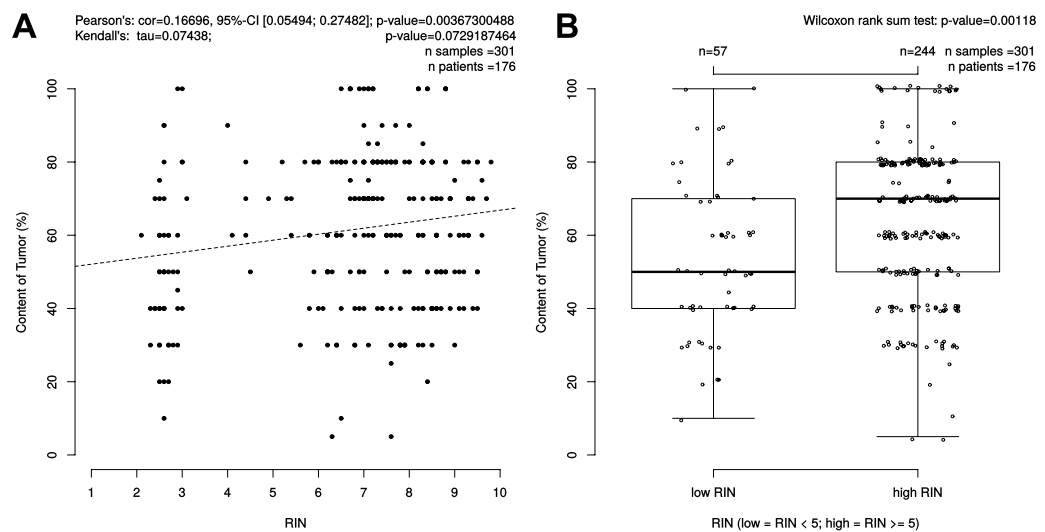 A
Pearson's: cor=0.16696, 95%-CI [0.05494; 0.27482]; p-value=0.00367300488
Kendall's: tau=0.07438; p-value=0.0729187464
n samples =301
n patients =176
100
80
60
40
20
0
Content of Tumor (%)
1 2 3 4 5 6 7 8 9 10
RIN
B
Wilcoxon rank sum test: p-value=0.00118
n=57 n=244 n samples =301
n patients =176
100
80
60
40
20
0
Content of Tumor (%)
low RIN high RIN
RIN (low = RIN < 5; high = RIN >= 5)